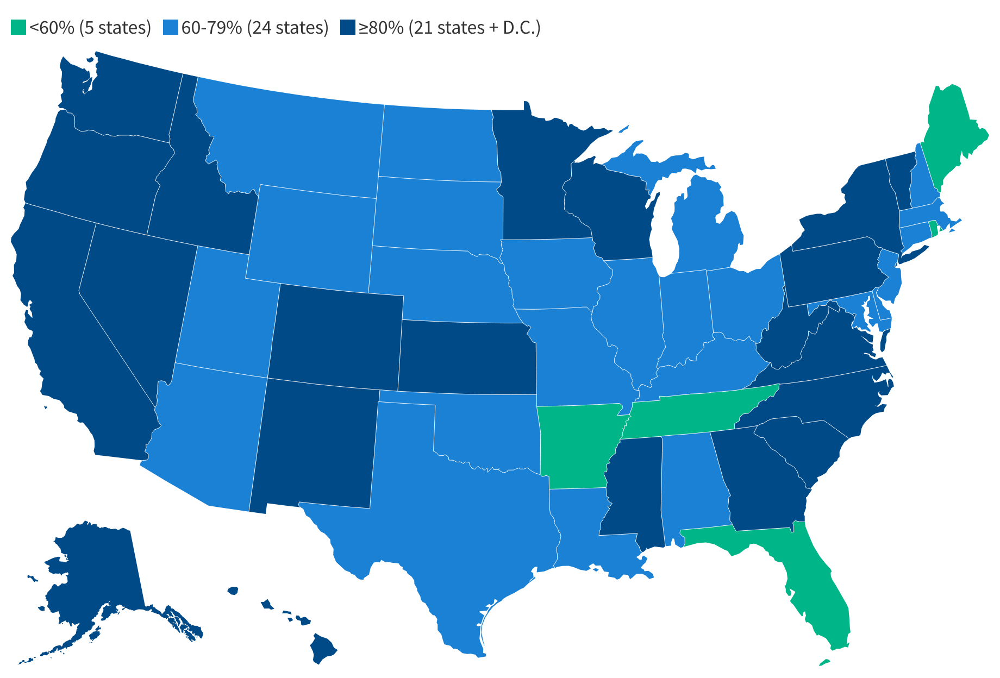 <60% (5 states) 60-79% (24 states) ≥80% (21 states + D.C.)